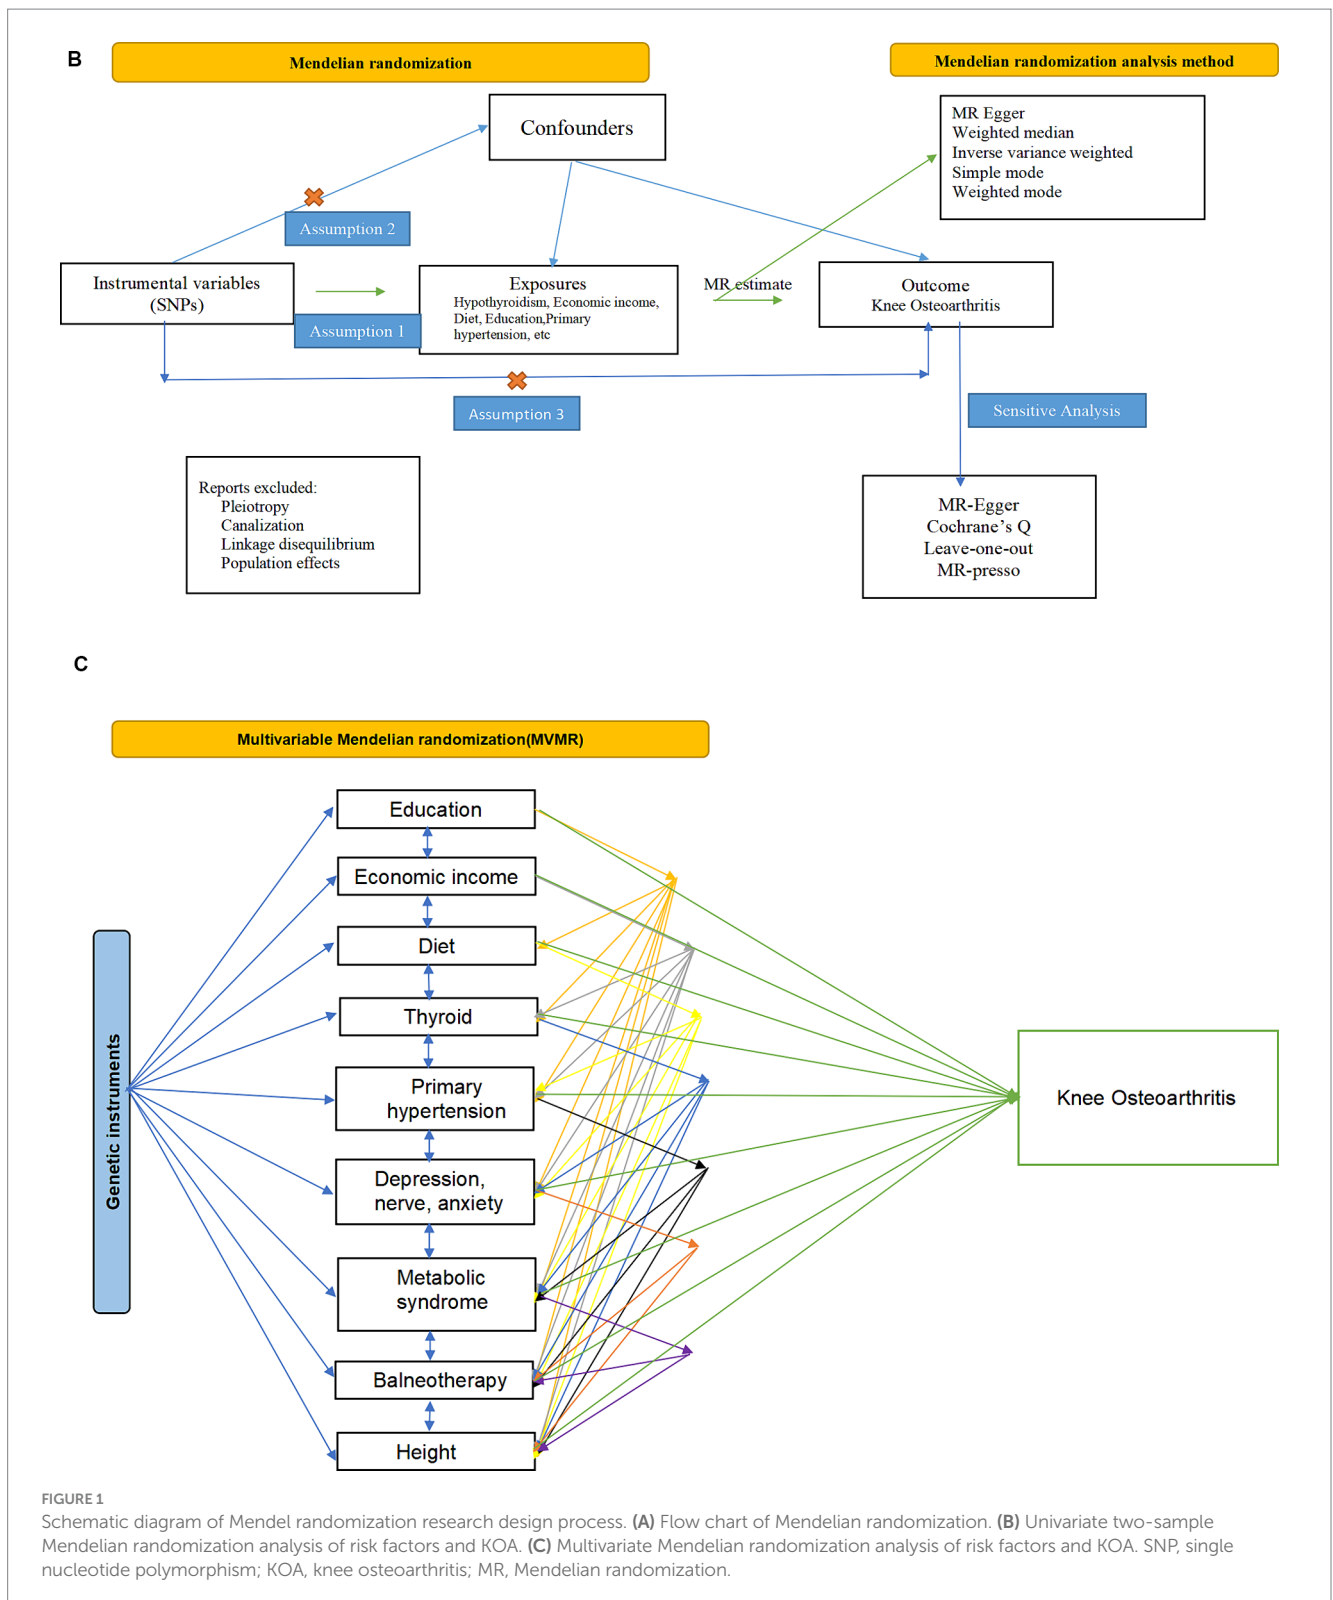 B
Mendelian randomization
Mendelian randomization analysis method
Confounders
MR Egger
Weighted median
Inverse variance weighted
Simple mode
Weighted mode
Assumption 2
Instrumental variables
(SNPs)
Assumption 1
Exposures
Hypothyroidism, Economic income,
Diet, Education,Primary
hypertension, etc
MR estimate
Outcome
Knee Osteoarthritis
Assumption 3
Sensitive Analysis
Reports excluded:
Pleiotropy
Canalization
Linkage disequilibrium
Population effects
MR-Egger
Cochrane’s Q
Leave-one-out
MR-presso
C
Multivariable Mendelian randomization(MVMR)
Genetic instruments
Education
Economic income
Diet
Thyroid
Primary
hypertension
Depression,
nerve, anxiety
Metabolic
syndrome
Balneotherapy
Height
Knee Osteoarthritis
FIGURE 1
Schematic diagram of Mendel randomization research design process. (A) Flow chart of Mendelian randomization. (B) Univariate two-sample
Mendelian randomization analysis of risk factors and KOA. (C) Multivariate Mendelian randomization analysis of risk factors and KOA. SNP, single
nucleotide polymorphism; KOA, knee osteoarthritis; MR, Mendelian randomization.